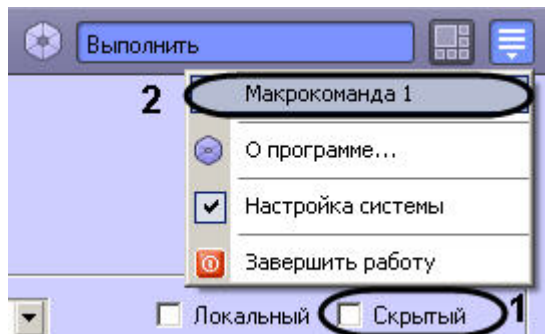 Выполнить
2 Макрокоманда 1
О программе...
Настройка системы
Завершить работу
Локальный Скрытый 1